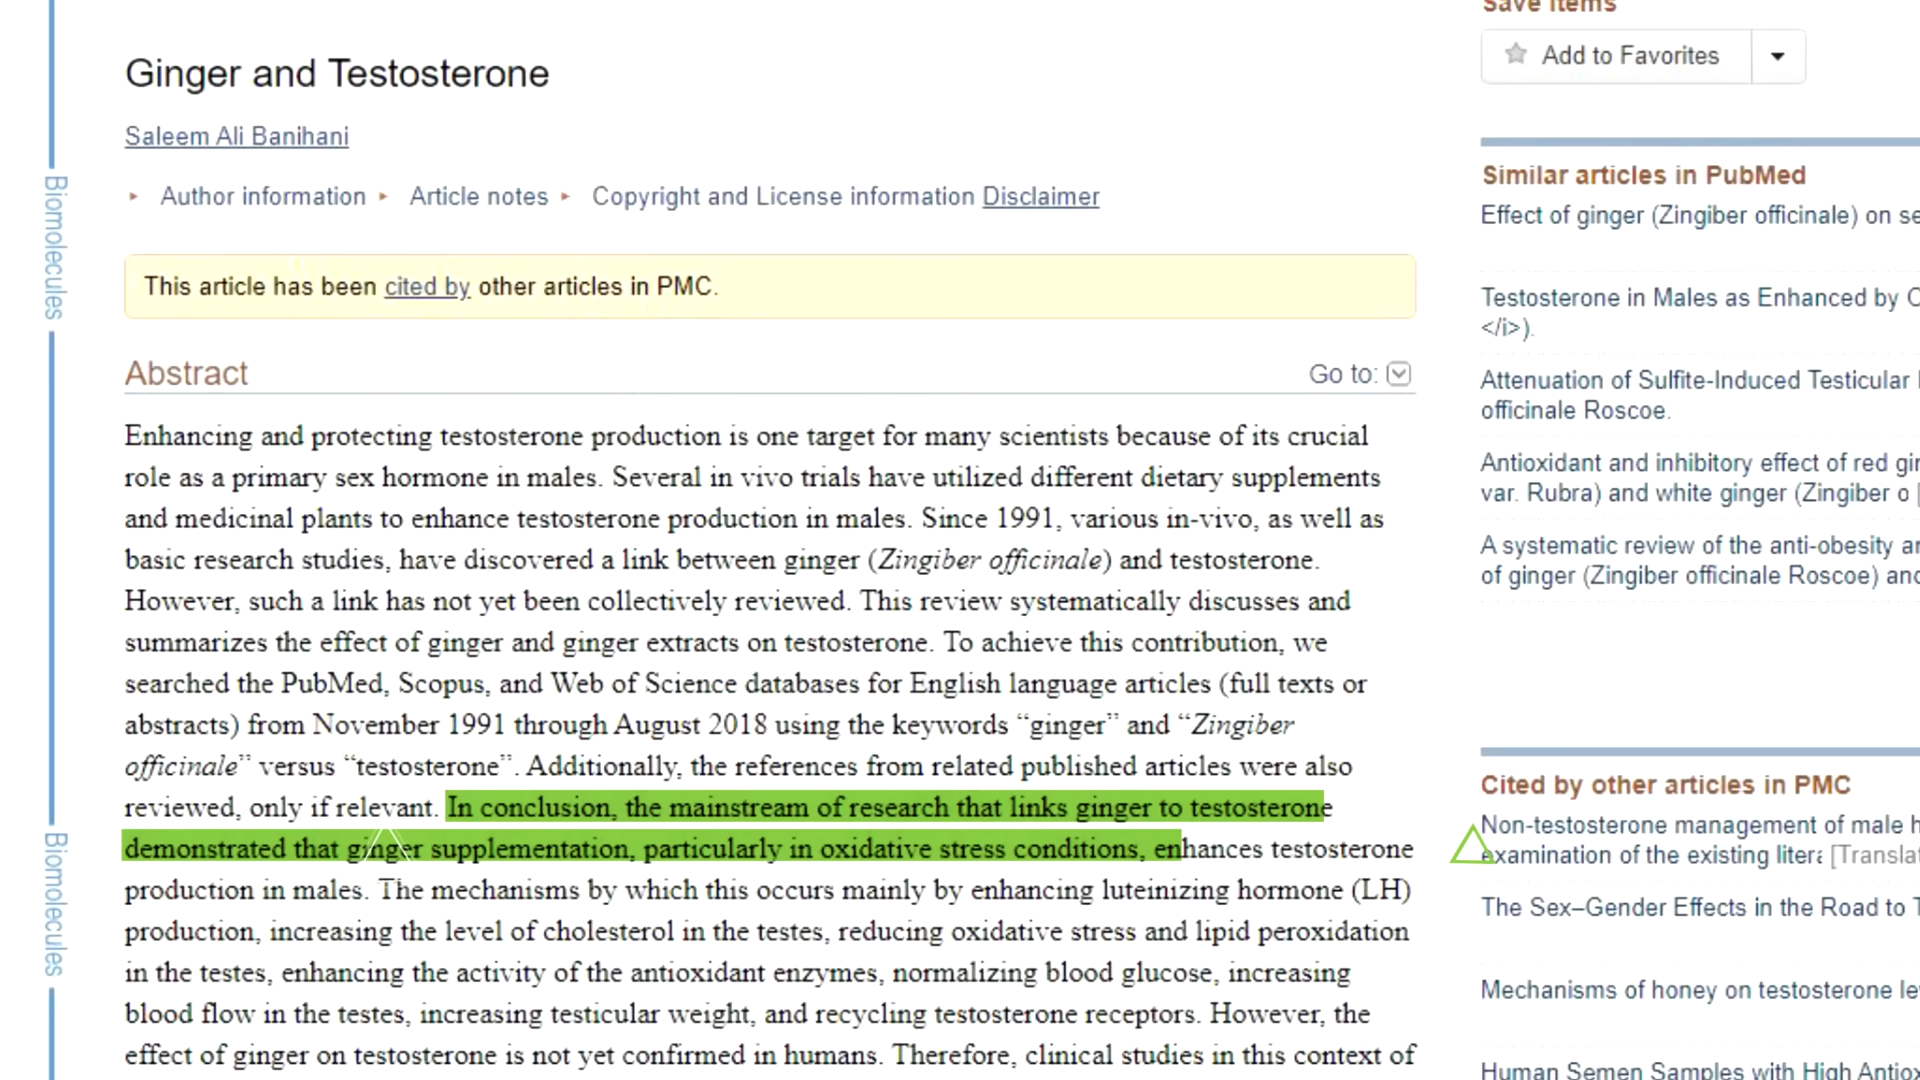 Save items
Ginger and Testosterone
Add to Favorites
Saleem Ali Banihani
Author information
Article notes
Copyright and License information Disclaimer
This article has been cited by other articles in PMC.
Abstract
Go to:
Enhancing and protecting testosterone production is one target for many scientists because of its crucial
role as a primary sex hormone in males. Several in vivo trials have utilized different dietary supplements
and medicinal plants to enhance testosterone production in males. Since 1991, various in-vivo, as well as
basic research studies, have discovered a link between ginger (Zingiber officinale) and testosterone.
However, such a link has not yet been collectively reviewed. This review systematically discusses and
summarizes the effect of ginger and ginger extracts on testosterone. To achieve this contribution, we
searched the PubMed, Scopus, and Web of Science databases for English language articles (full texts or
abstracts) from November 1991 through August 2018 using the keywords “ginger” and “Zingiber
officinale” versus “testosterone”. Additionally, the references from related published articles were also
reviewed, only if relevant. In conclusion, the mainstream of research that links ginger to testosterone
demonstrated that ginger supplementation, particularly in oxidative stress conditions, enhances testosterone
production in males. The mechanisms by which this occurs mainly by enhancing luteinizing hormone (LH)
production, increasing the level of cholesterol in the testes, reducing oxidative stress and lipid peroxidation
in the testes, enhancing the activity of the antioxidant enzymes, normalizing blood glucose, increasing
blood flow in the testes, increasing testicular weight, and recycling testosterone receptors. However, the
effect of ginger on testosterone is not yet confirmed in humans. Therefore, clinical studies in this context of
Similar articles in PubMed
Effect of ginger (Zingiber officinale) on se
Testosterone in Males as Enhanced by
</i>).
Attenuation of Sulfite-Induced Testicular
officinale Roscoe.
Antioxidant and inhibitory effect of red gin
var. Rubra) and white ginger (Zingiber o [
A systematic review of the anti-obesity an
of ginger (Zingiber officinale Roscoe) and
Cited by other articles in PMC
Non-testosterone management of male h
examination of the existing litera [Translat
The Sex–Gender Effects in the Road to T
Mechanisms of honey on testosterone le
Human Semen Samples with High Antiox
Biomolecules
Biomolecules